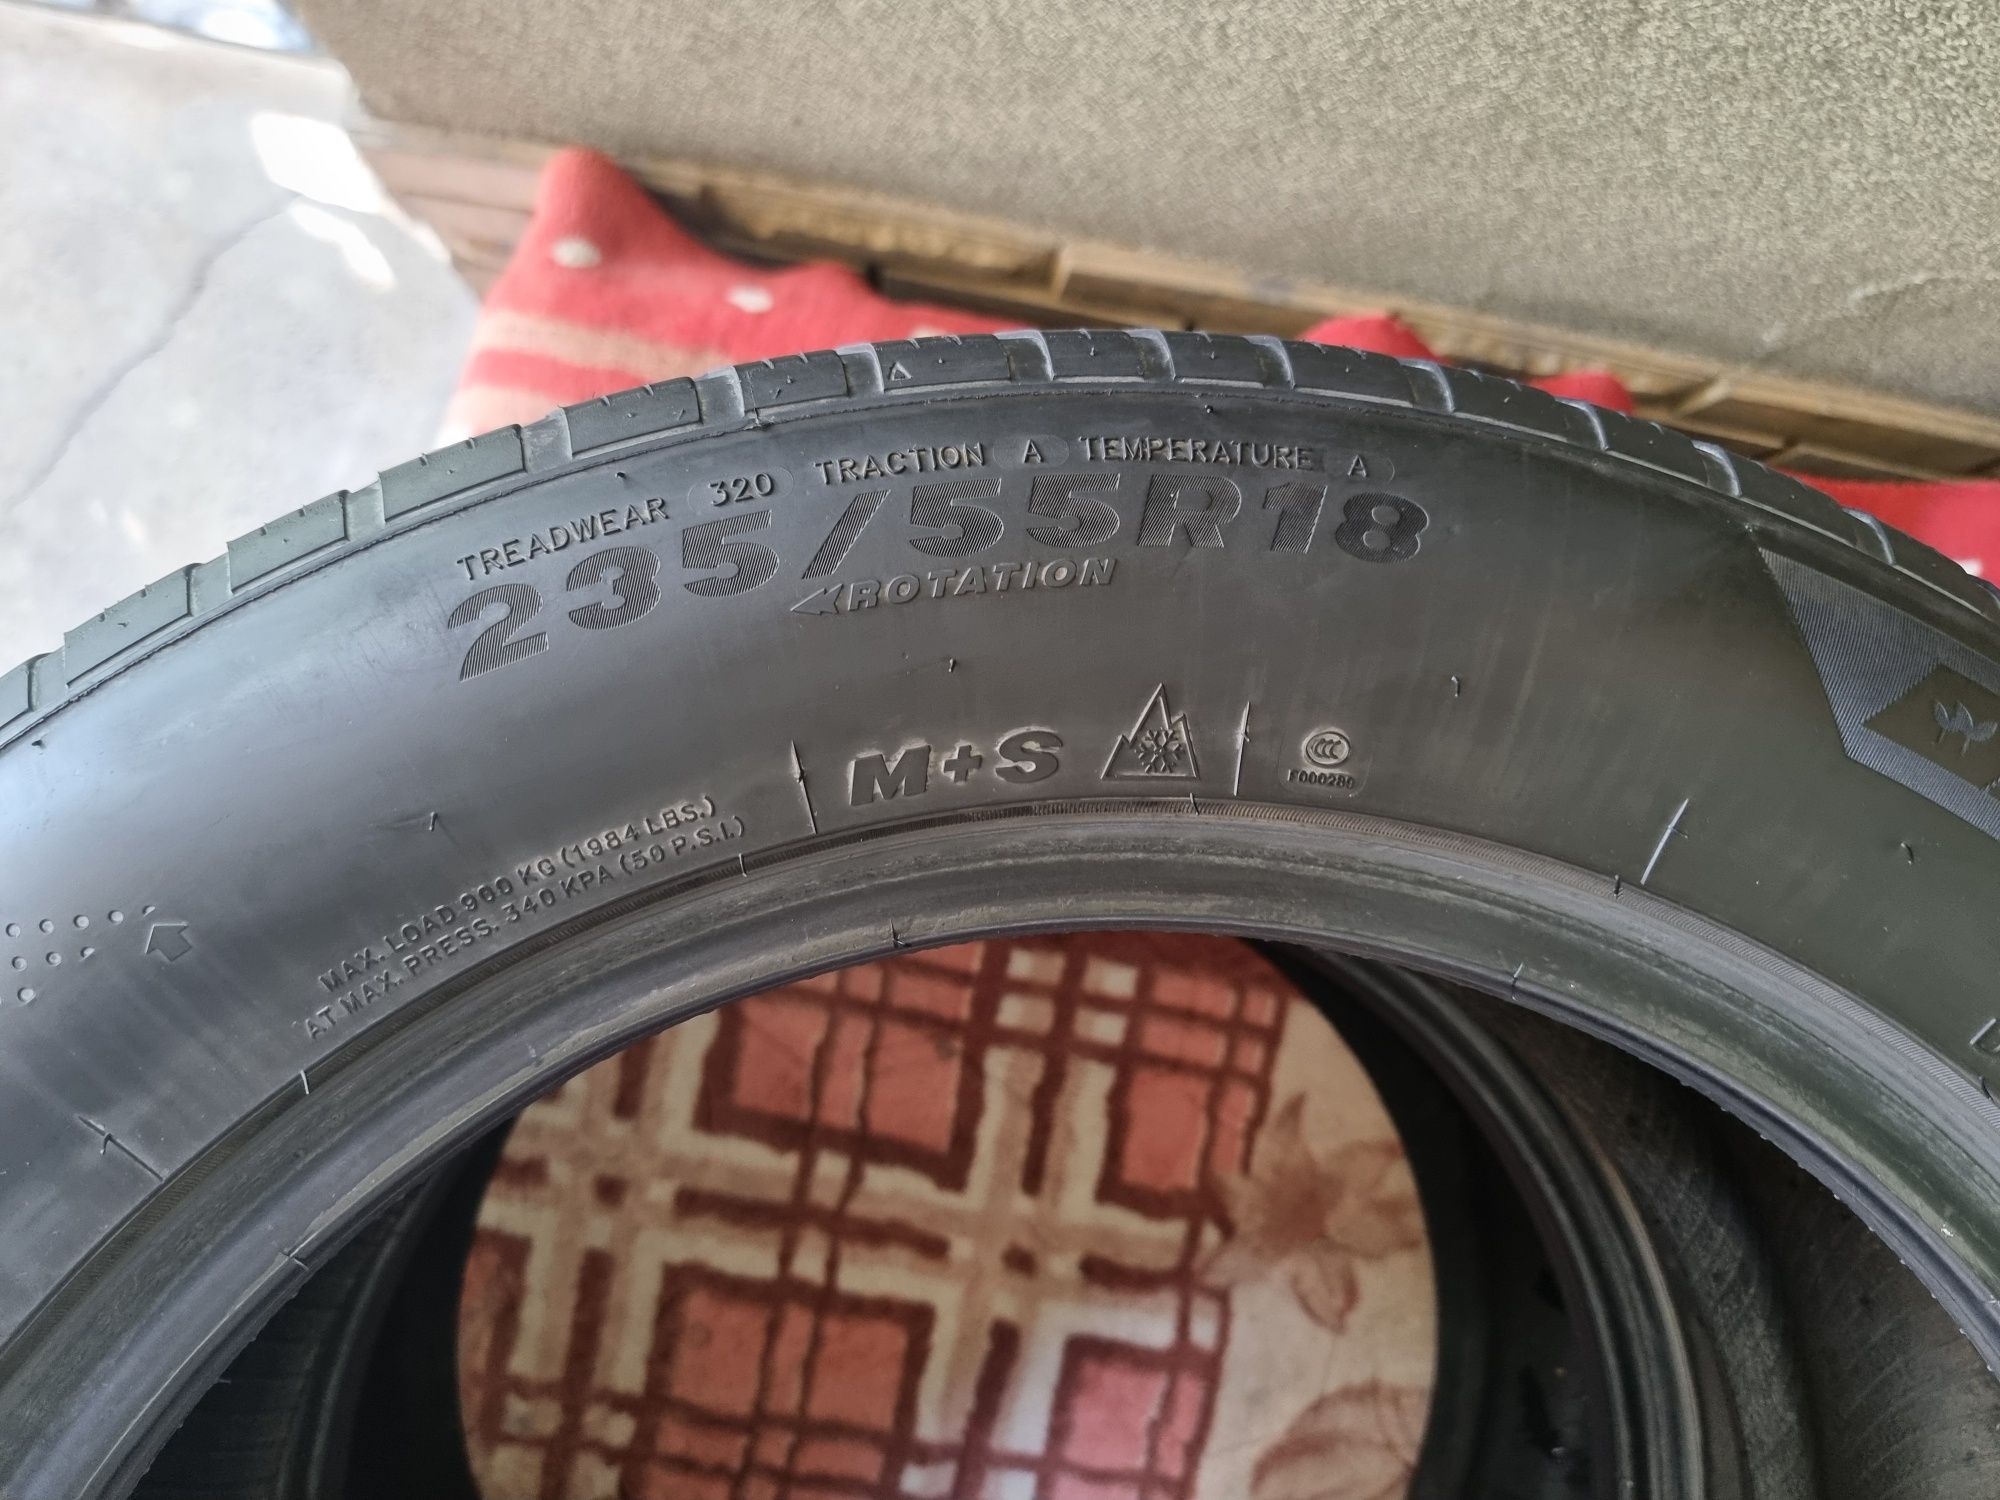 TREADWEAR 320 TRACTION A TEMPERATURE A
235/55R18
ROTATION
M+S
CCC
F000280
MAX. LOAD 900 KG (1984 LBS.)
AT MAX. PRESS. 340 KPA (50 P.S.I.)